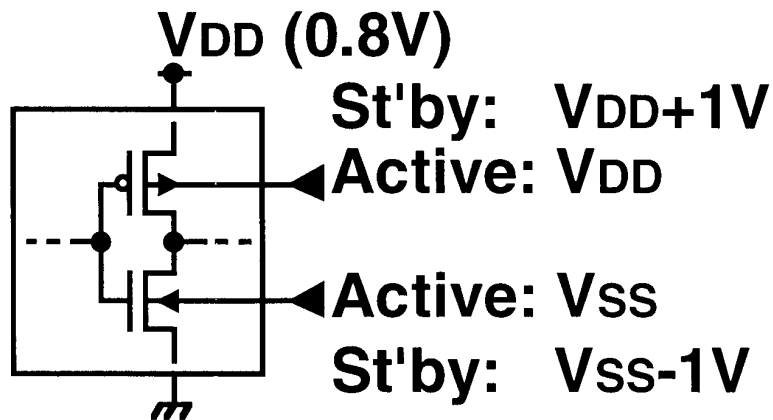 VDD (0.8V)
St'by: VDD+1V
Active: VDD
Active: VSS
St'by: VSS-1V